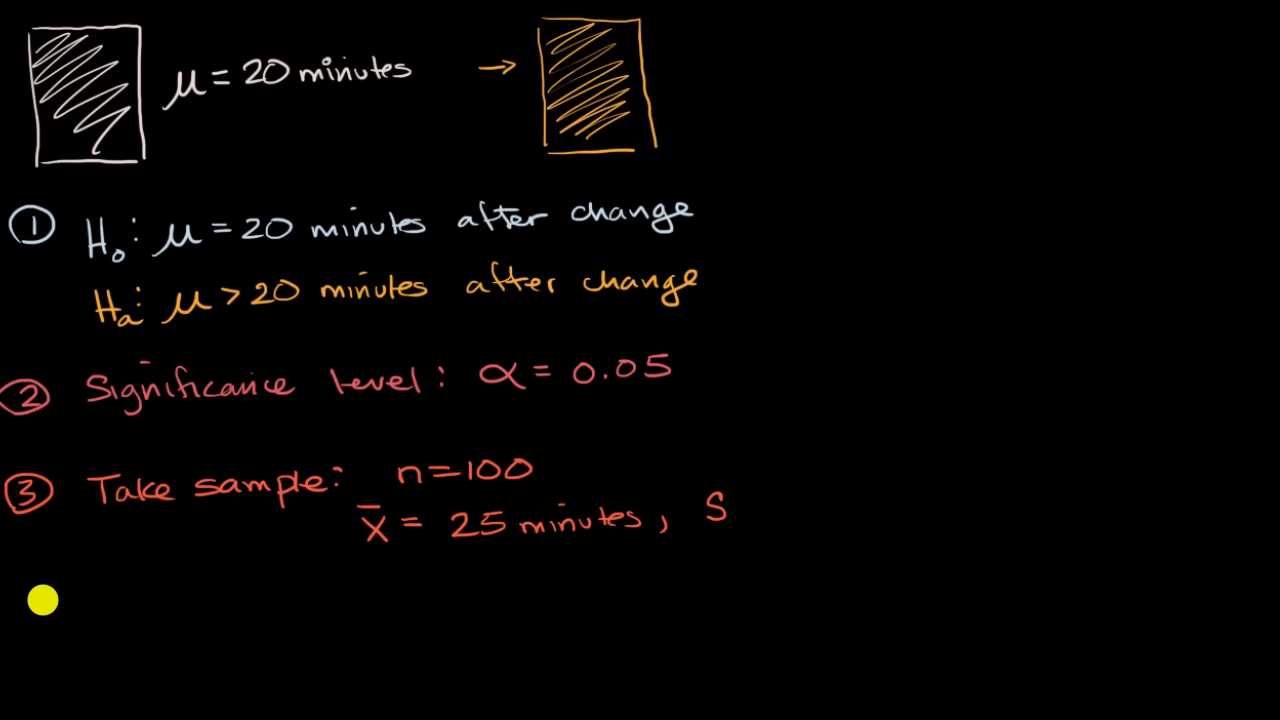 μ = 20 minutes →
① H₀: μ = 20 minutes after change
Hₐ: μ > 20 minutes after change
② Significance level: α = 0.05
③ Take sample: n=100
x̄ = 25 minutes, S